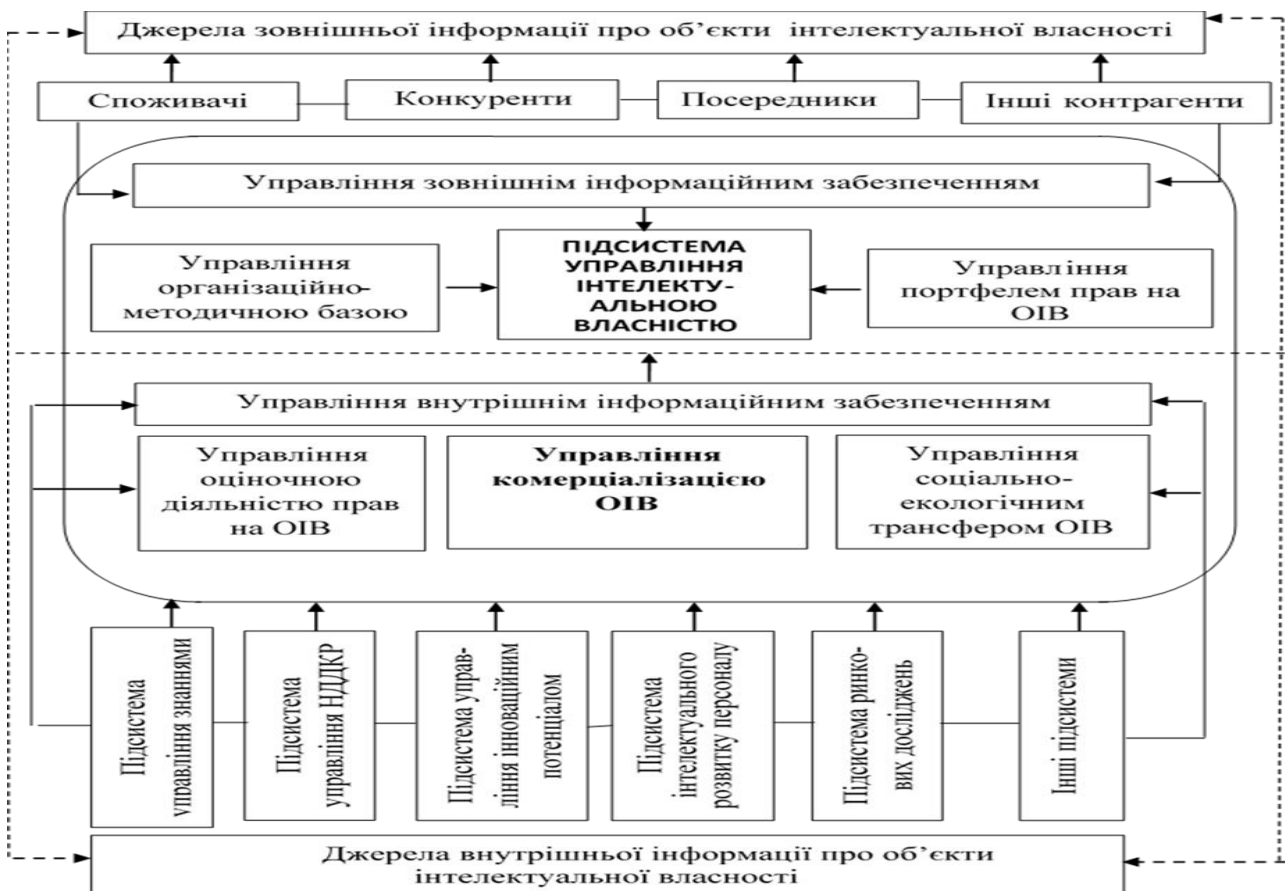 Джерела зовнішньої інформації про об’єкти інтелектуальної власності
Споживачі
Конкуренти
Посередники
Інші контрагенти
Управління зовнішнім інформаційним забезпеченням
Управління
організаційно-
методичною базою
ПІДСИСТЕМА
УПРАВЛІННЯ
ІНТЕЛЕКТУ-
АЛЬНОЮ
ВЛАСНІСТЮ
Управління
портфелем прав на
ОІВ
Управління внутрішнім інформаційним забезпеченням
Управління
оціночною
діяльністю прав
на ОІВ
Управління
комерціалізацією
ОІВ
Управління
соціально-
екологічним
трансфером ОІВ
Підсистема
управління знаннями
Підсистема
управління НДДКР
Підсистема управ-
ління інноваційним
потенціалом
Підсистема
інтелектуального
розвитку персоналу
Підсистема ринко-
вих досліджень
Інші підсистеми
Джерела внутрішньої інформації про об’єкти
інтелектуальної власності